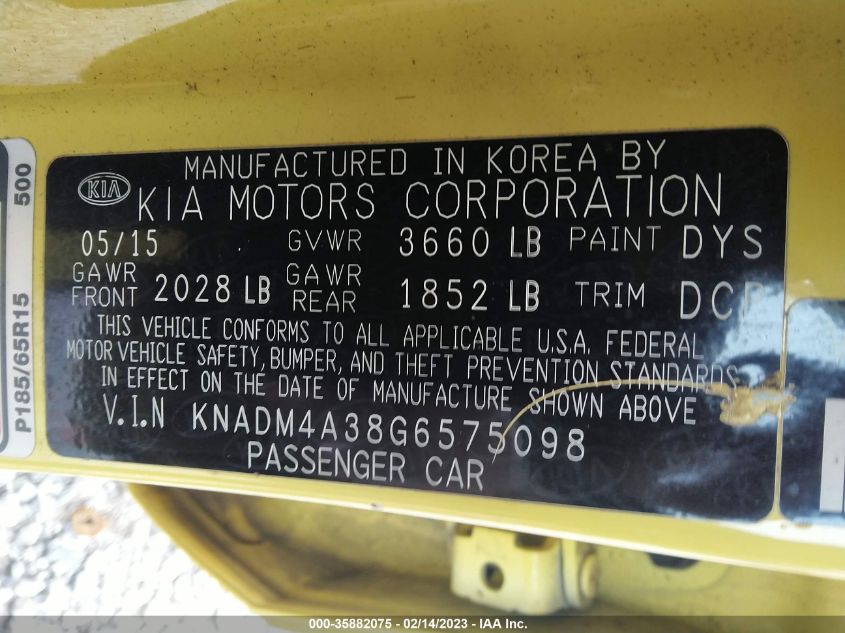 MANUFACTURED IN KOREA BY
KIA KIA MOTORS CORPORATION
05/15 GVWR 3660 LB PAINT DYS
GAWR FRONT 2028 LB GAWR REAR 1852 LB TRIM
THIS VEHICLE CONFORMS TO ALL APPLICABLE U.S.A. FEDERAL
MOTOR VEHICLE SAFETY, BUMPER, AND THEFT PREVENTION STANDARDS
IN EFFECT ON THE DATE OF MANUFACTURE SHOWN ABOVE
V.I.N KNADM4A38G6575098
PASSENGER CAR
P185/65R15 500
000-35882075 - 02/14/2023 - IAA Inc.